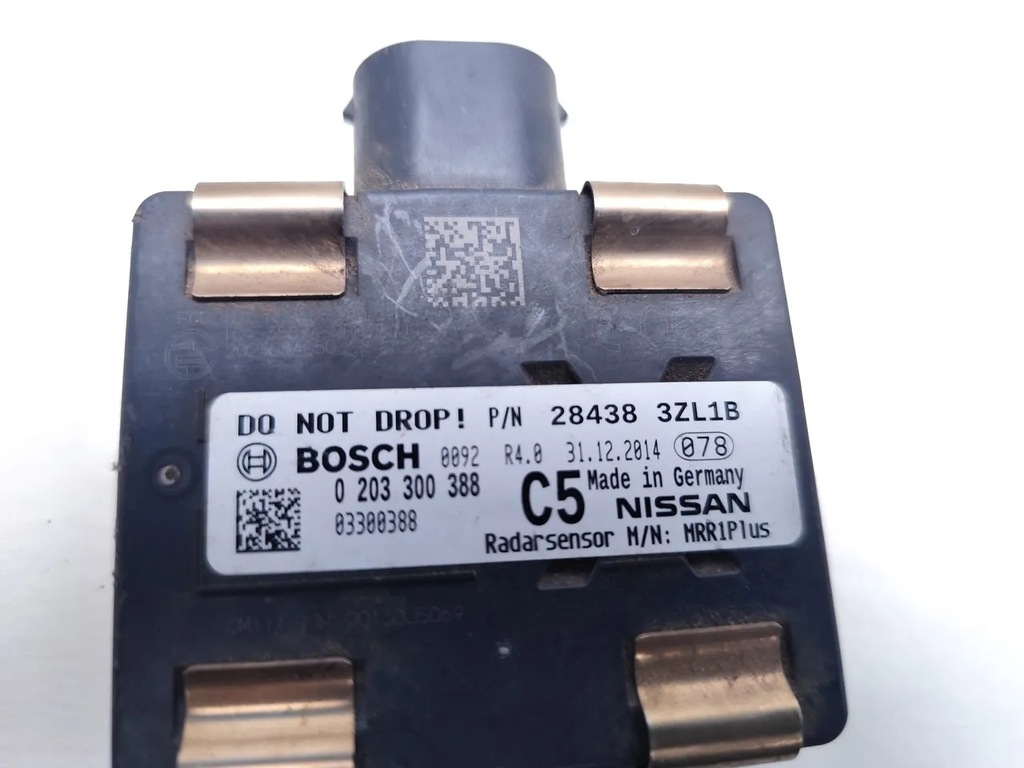 DO NOT DROP! P/N 28438 3ZL1B
BOSCH 0092 R4.0 31.12.2014 078
0 203 300 388 C5 Made in Germany
03300388 NISSAN
Radarsensor M/N: MRR1Plus